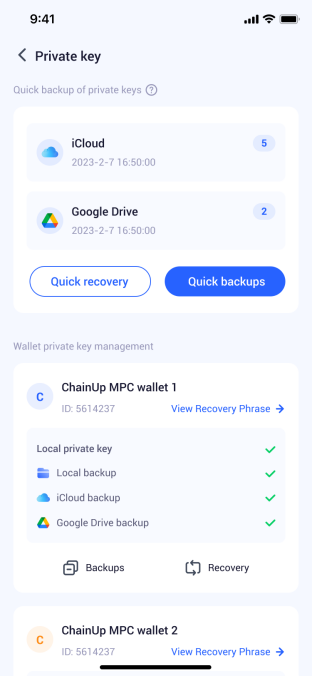 9:41
Private key
Quick backup of private keys ?
iCloud 5
2023-2-7 16:50:00
Google Drive 2
2023-2-7 16:50:00
Quick recovery Quick backups
Wallet private key management
C ChainUp MPC wallet 1
ID: 5614237 View Recovery Phrase
Local private key
Local backup
iCloud backup
Google Drive backup
Backups Recovery
C ChainUp MPC wallet 2
ID: 5614237 View Recovery Phrase